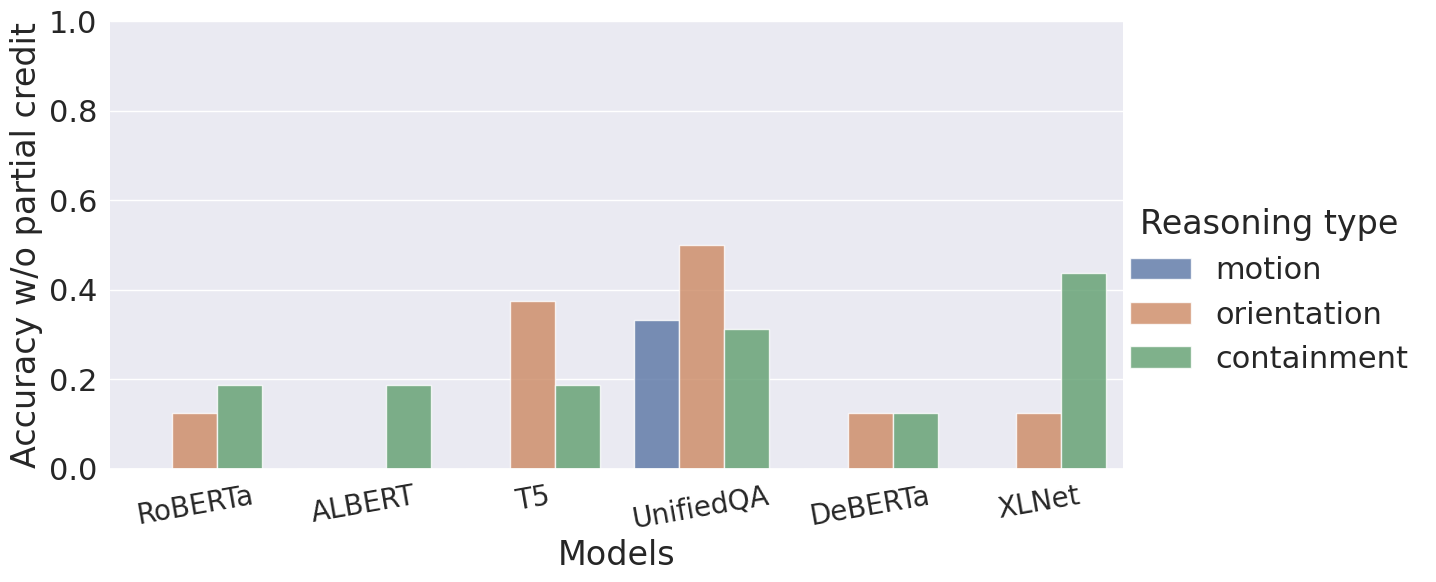 Accuracy w/o partial credit
1.0
0.8
0.6
0.4
0.2
0.0
RoBERTa
ALBERT
T5
UnifiedQA
DeBERTa
XLNet
Models
Reasoning type
motion
orientation
containment